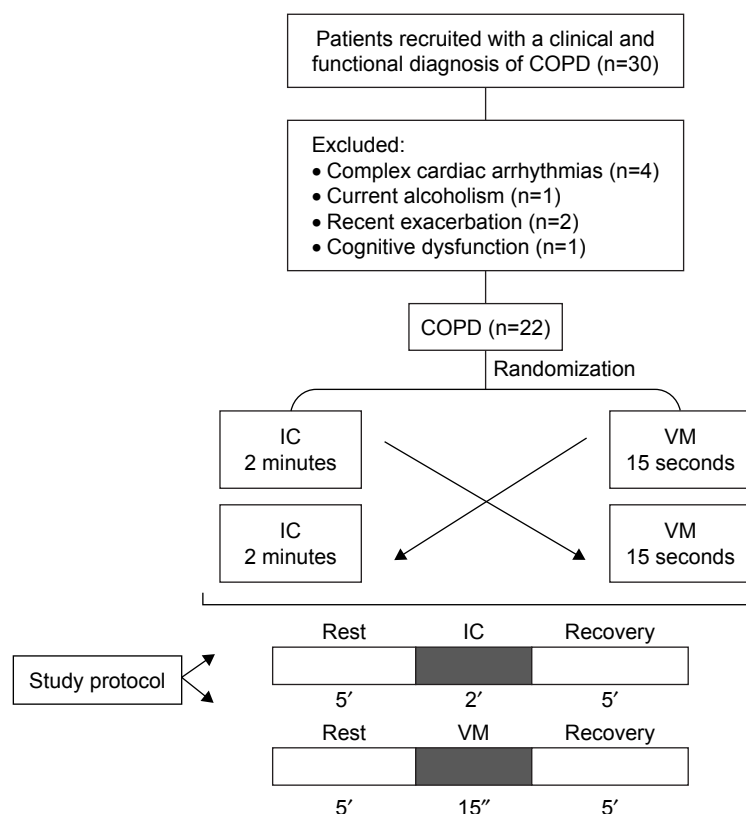 Patients recruited with a clinical and
functional diagnosis of COPD (n=30)
Excluded:
• Complex cardiac arrhythmias (n=4)
• Current alcoholism (n=1)
• Recent exacerbation (n=2)
• Cognitive dysfunction (n=1)
COPD (n=22)
Randomization
IC
2 minutes
VM
15 seconds
IC
2 minutes
VM
15 seconds
Study protocol
Rest IC Recovery
5′ 2′ 5′
Rest VM Recovery
5′ 15″ 5′